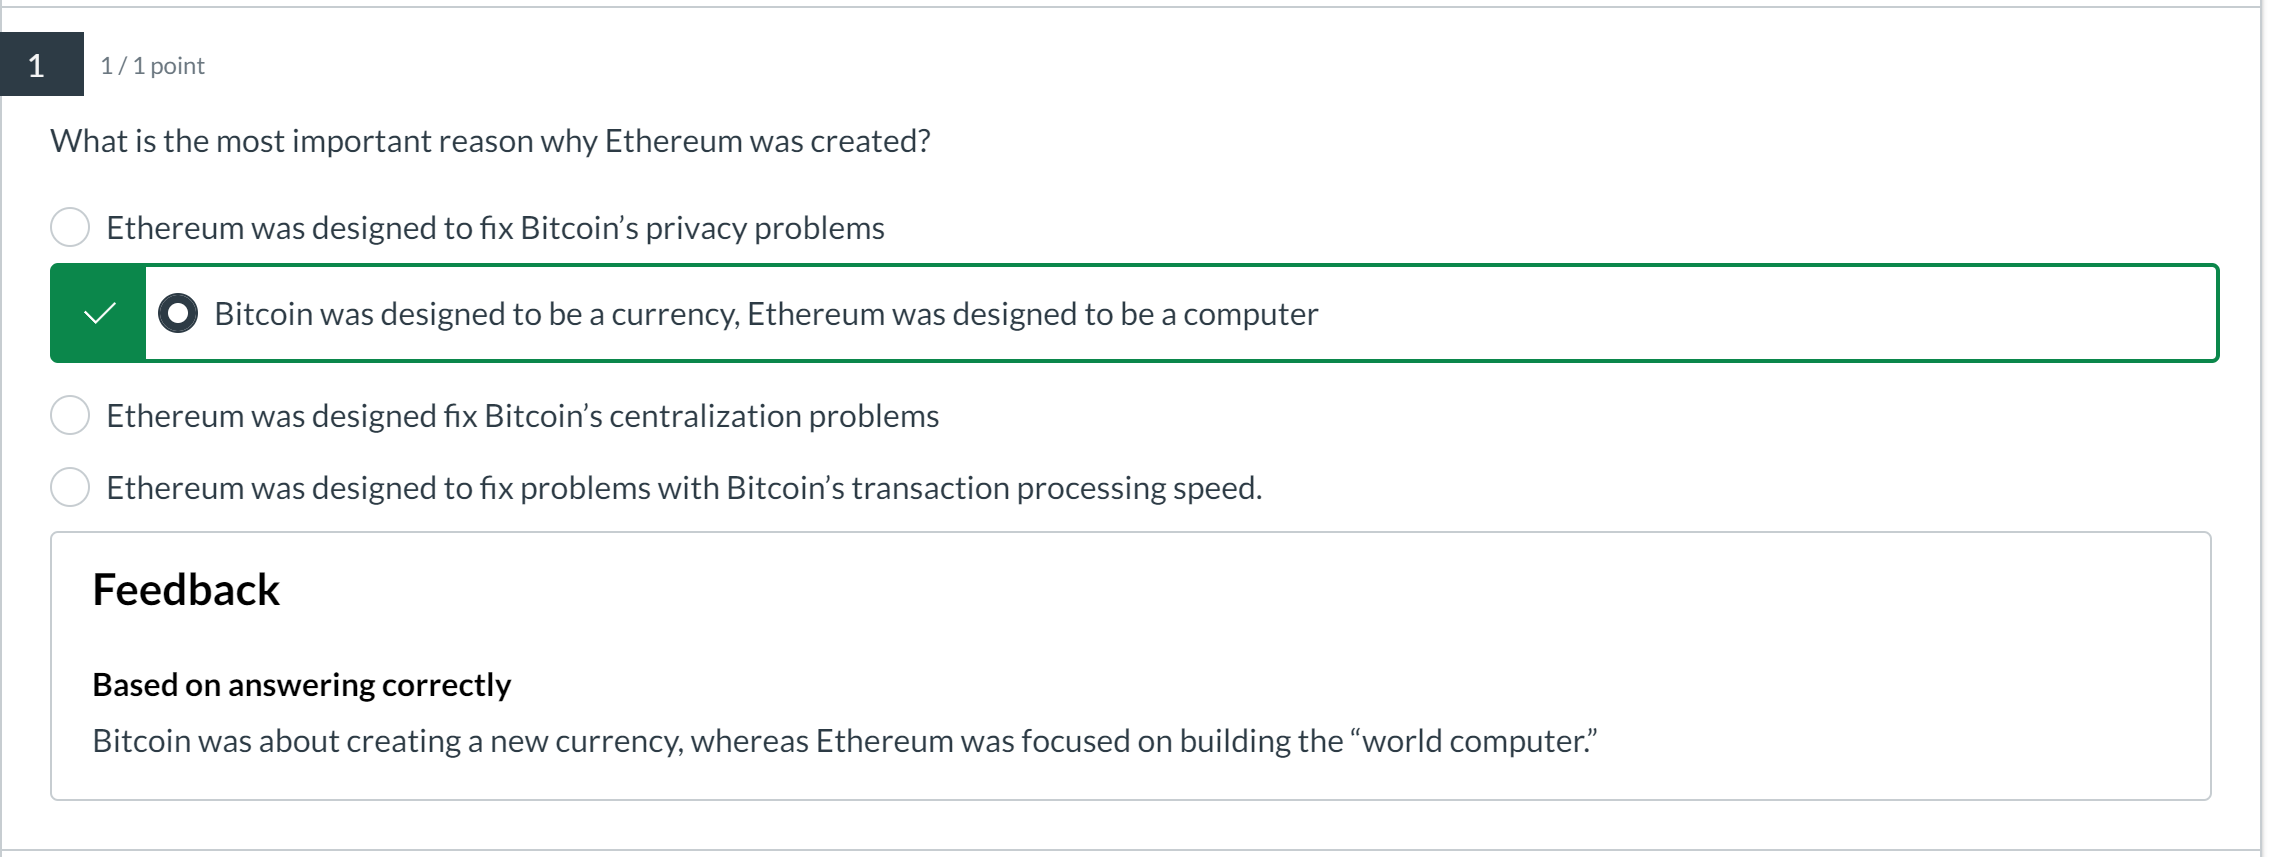 1
1 / 1 point
What is the most important reason why Ethereum was created?
Ethereum was designed to fix Bitcoin’s privacy problems
Bitcoin was designed to be a currency, Ethereum was designed to be a computer
Ethereum was designed fix Bitcoin’s centralization problems
Ethereum was designed to fix problems with Bitcoin’s transaction processing speed.
Feedback
Based on answering correctly
Bitcoin was about creating a new currency, whereas Ethereum was focused on building the “world computer.”